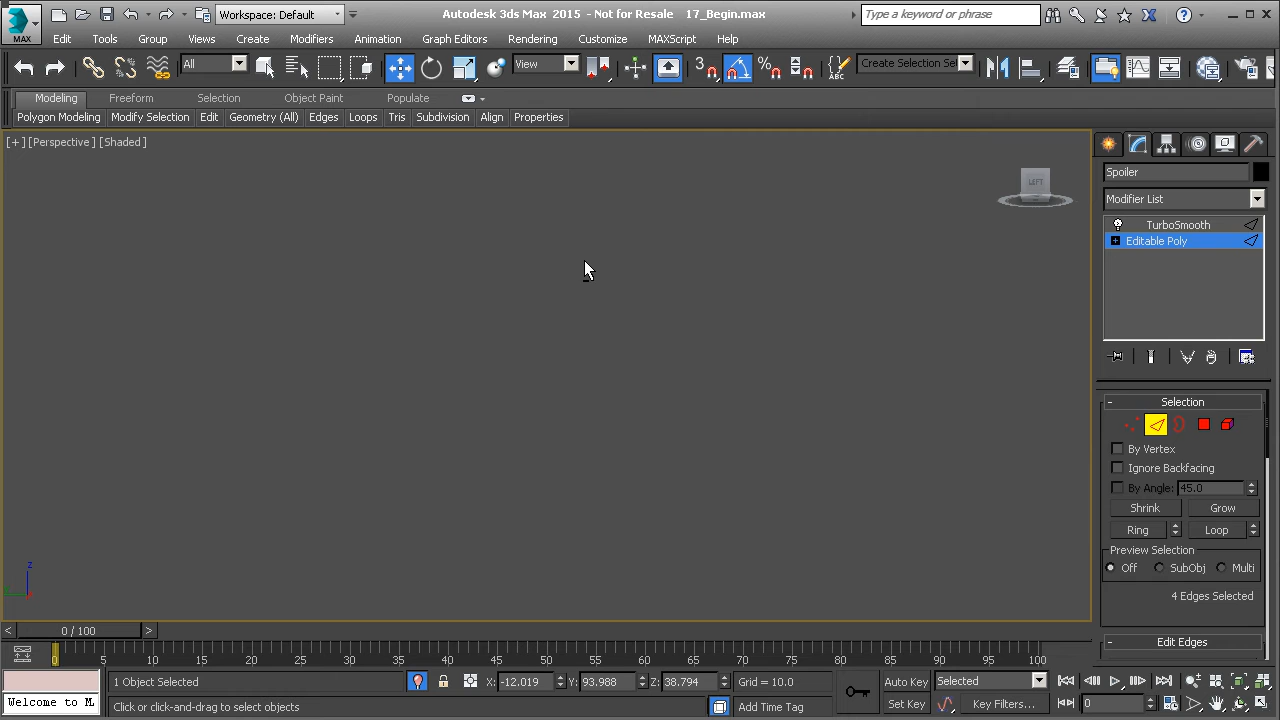 Workspace: Default
Autodesk 3ds Max 2015 - Not for Resale 17_Begin.max
Type a keyword or phrase
MAX
Edit Tools Group Views Create Modifiers Animation Graph Editors Rendering Customize MAXScript Help
All
View
3
Create Selection Se
ABC
Modeling Freeform Selection Object Paint Populate
Polygon Modeling Modify Selection Edit Geometry (All) Edges Loops Tris Subdivision Align Properties
[+] [Perspective] [Shaded]
LEFT
Spoiler
Modifier List
TurboSmooth
Editable Poly
- Selection
By Vertex
Ignore Backfacing
By Angle: 45.0
Shrink Grow
Ring Loop
Preview Selection
Off SubObj Multi
4 Edges Selected
- Edit Edges
z
< 0 / 100 >
0 5 10 15 20 25 30 35 40 45 50 55 60 65 70 75 80 85 90 95 100
1 Object Selected X: -12.019 Y: 93.988 Z: 38.794 Grid = 10.0 Auto Key Selected
Welcome to M Click or click-and-drag to select objects Add Time Tag Set Key Key Filters... 0